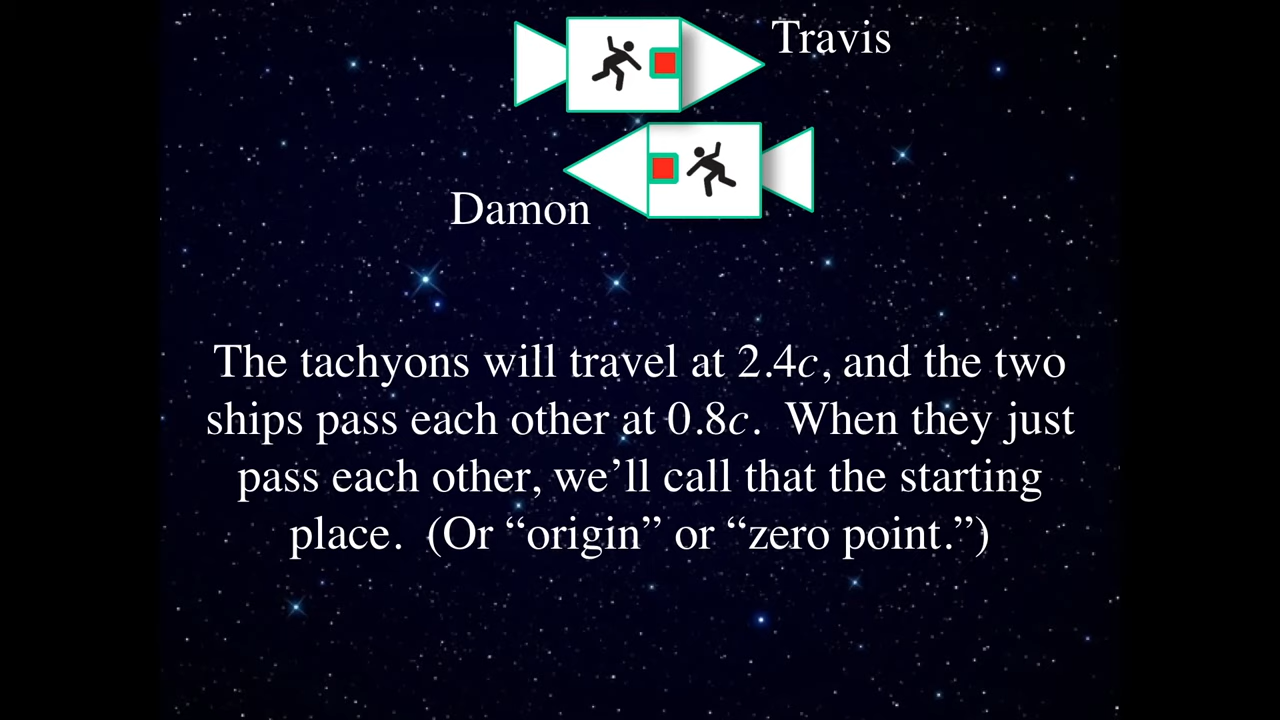 Travis
Damon
The tachyons will travel at 2.4c, and the two
ships pass each other at 0.8c.  When they just
pass each other, we’ll call that the starting
place.  (Or “origin” or “zero point.”)